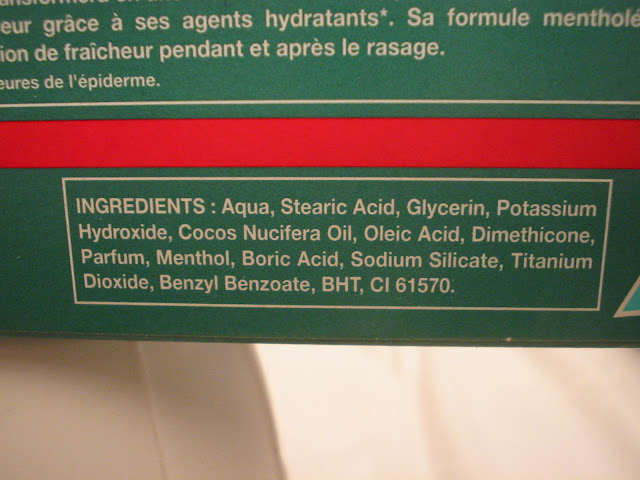 eur grâce à ses agents hydratants*. Sa formule mentholé
ion de fraîcheur pendant et après le rasage.
eures de l'épiderme.
INGREDIENTS : Aqua, Stearic Acid, Glycerin, Potassium
Hydroxide, Cocos Nucifera Oil, Oleic Acid, Dimethicone,
Parfum, Menthol, Boric Acid, Sodium Silicate, Titanium
Dioxide, Benzyl Benzoate, BHT, CI 61570.